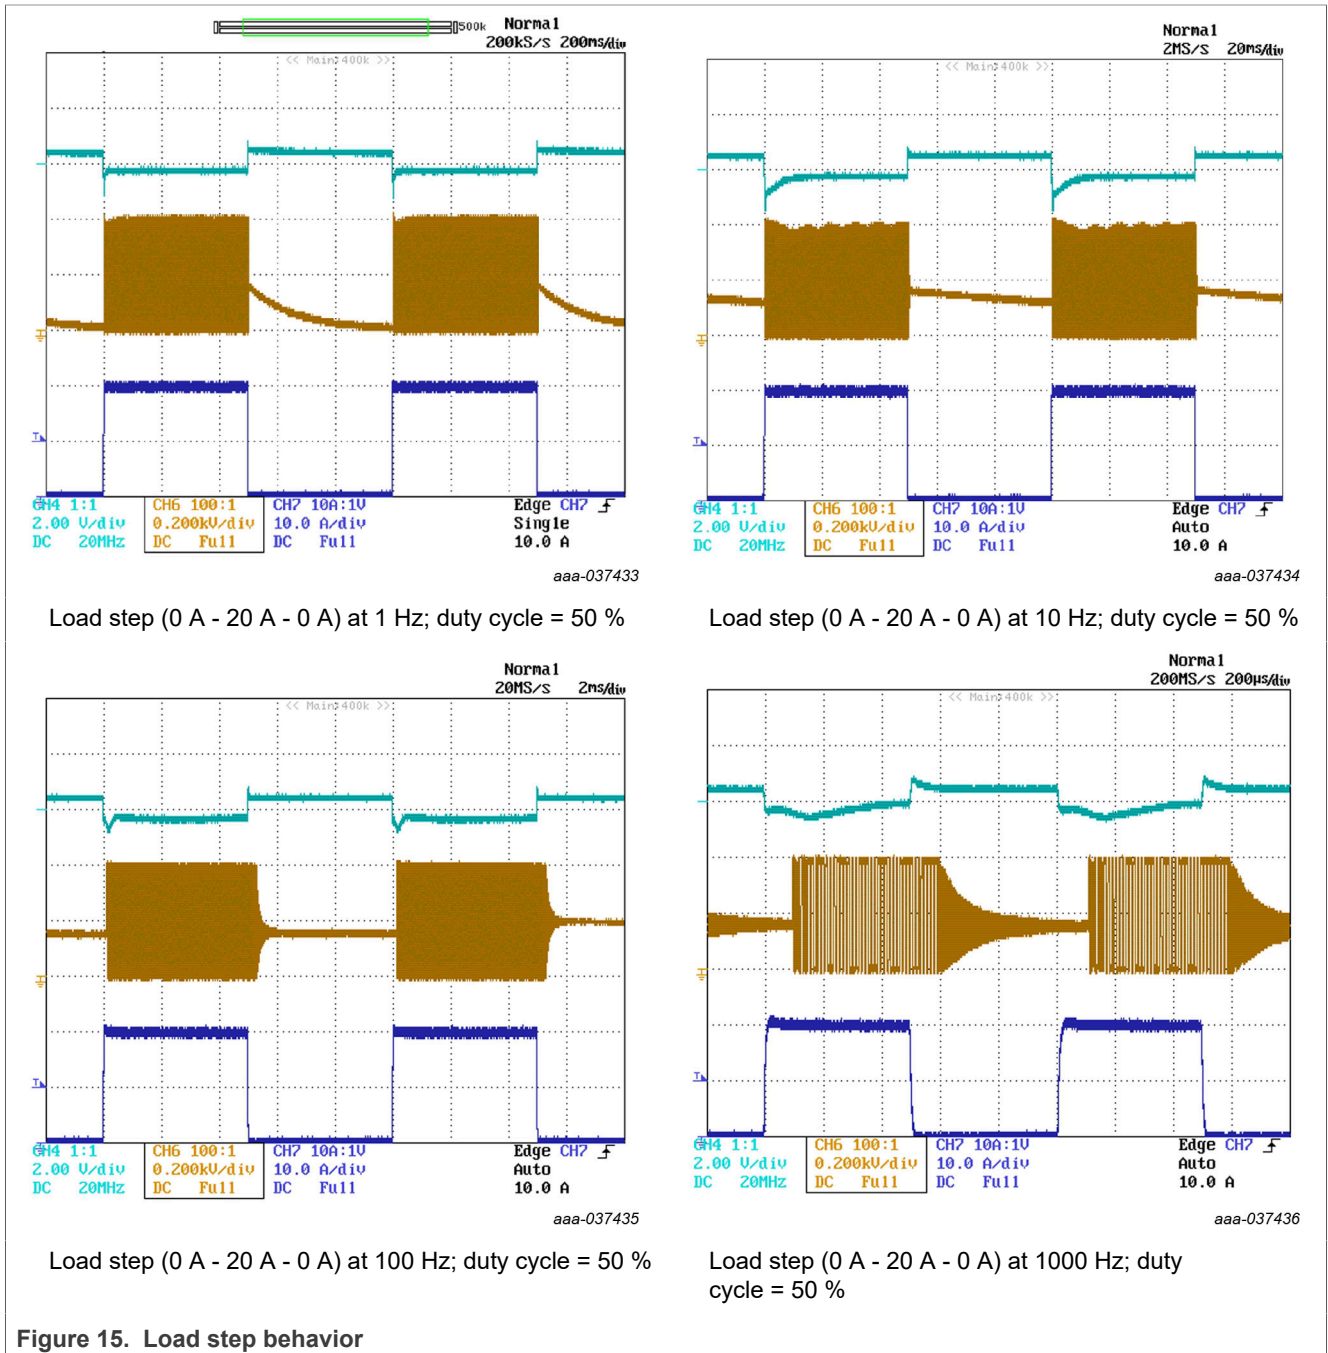 500k
Normal
200kS/s 200ms/div
<< Main:400k >>
CH4 1:1
2.00 V/div
DC 20MHz
CH6 100:1
0.200kV/div
DC Full
CH7 10A:1V
10.0 A/div
DC Full
Edge CH7
Single
10.0 A
aaa-037433
Load step (0 A - 20 A - 0 A) at 1 Hz; duty cycle = 50 %
Normal
2MS/s 20ms/div
<< Main:400k >>
CH4 1:1
2.00 V/div
DC 20MHz
CH6 100:1
0.200kV/div
DC Full
CH7 10A:1V
10.0 A/div
DC Full
Edge CH7
Auto
10.0 A
aaa-037434
Load step (0 A - 20 A - 0 A) at 10 Hz; duty cycle = 50 %
Normal
20MS/s 2ms/div
<< Main:400k >>
CH4 1:1
2.00 V/div
DC 20MHz
CH6 100:1
0.200kV/div
DC Full
CH7 10A:1V
10.0 A/div
DC Full
Edge CH7
Auto
10.0 A
aaa-037435
Load step (0 A - 20 A - 0 A) at 100 Hz; duty cycle = 50 %
Normal
200MS/s 200µs/div
<< Main:400k >>
CH4 1:1
2.00 V/div
DC 20MHz
CH6 100:1
0.200kV/div
DC Full
CH7 10A:1V
10.0 A/div
DC Full
Edge CH7
Auto
10.0 A
aaa-037436
Load step (0 A - 20 A - 0 A) at 1000 Hz; duty
cycle = 50 %
Figure 15. Load step behavior